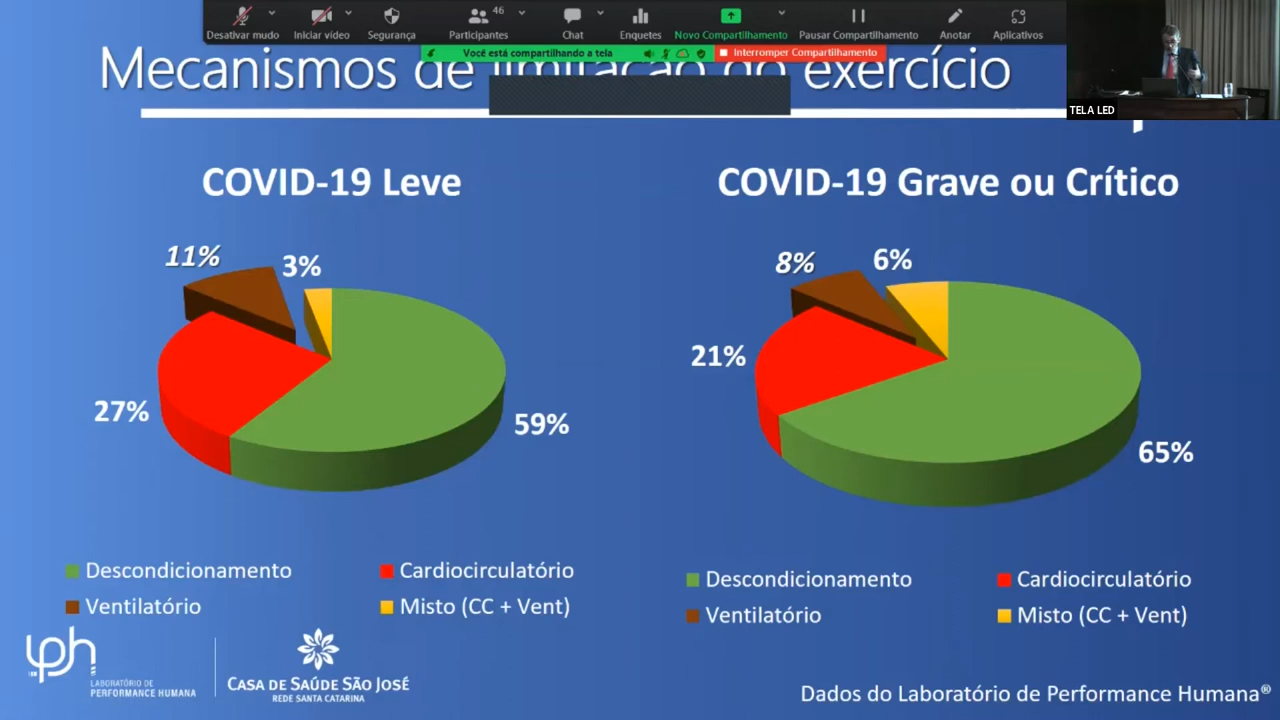 46
Desativar mudo
Iniciar vídeo
Segurança
Participantes
Chat
Enquetes
Novo Compartilhamento
Pausar Compartilhamento
Anotar
Aplicativos
Você está compartilhando a tela
Interromper Compartilhamento
TELA LED
Mecanismos de limitação do exercício
COVID-19 Leve
11%
3%
27%
59%
Descondicionamento
Cardiocirculatório
Ventilatório
Misto (CC + Vent)
COVID-19 Grave ou Crítico
8%
6%
21%
65%
Descondicionamento
Cardiocirculatório
Ventilatório
Misto (CC + Vent)
lph
LABORATÓRIO DE
PERFORMANCE HUMANA
CASA DE SAÚDE SÃO JOSÉ
REDE SANTA CATARINA
Dados do Laboratório de Performance Humana®